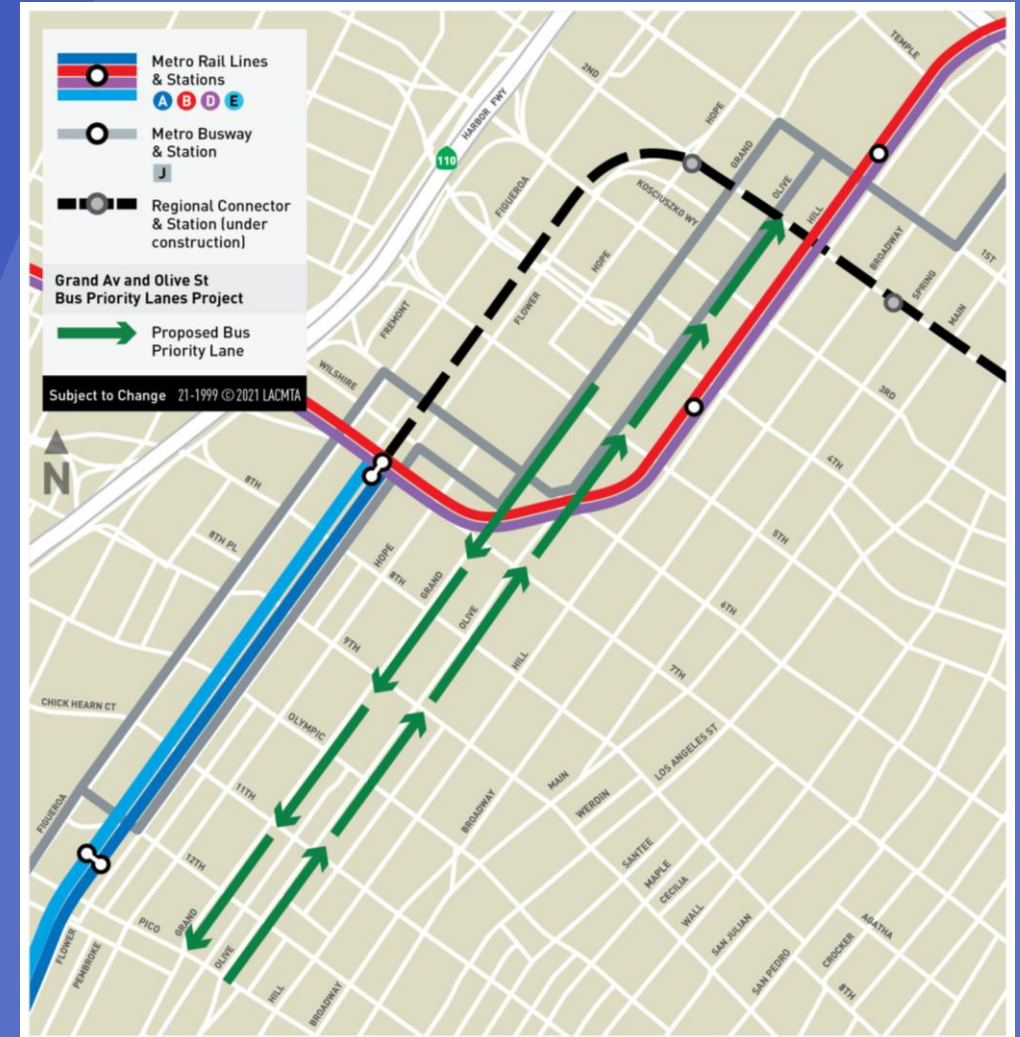 Metro Rail Lines
& Stations
A B D E
Metro Busway
& Station
J
Regional Connector
& Station (under
construction)
Grand Av and Olive St
Bus Priority Lanes Project
Proposed Bus
Priority Lane
Subject to Change 21-1999 © 2021 LACMTA
N
110
HARBOR FWY
TEMPLE
2ND
HOPE
GRAND
OLIVE
HILL
KOSCIUSZKO WY
FIGUEROA
HOPE
FLOWER
FREMONT
WILSHIRE
BROADWAY
SPRING
MAIN
1ST
3RD
4TH
5TH
6TH
7TH
8TH
8TH PL
HOPE
8TH
GRAND
OLIVE
HILL
9TH
OLYMPIC
CHICK HEARN CT
11TH
12TH
FIGUEROA
PICO
GRAND
OLIVE
HILL
BROADWAY
FLOWER
PEMBROKE
BROADWAY
MAIN
WERDIN
LOS ANGELES ST
SANTEE
MAPLE
CECILIA
WALL
SAN JULIAN
SAN PEDRO
CROCKER
AGATHA
8TH